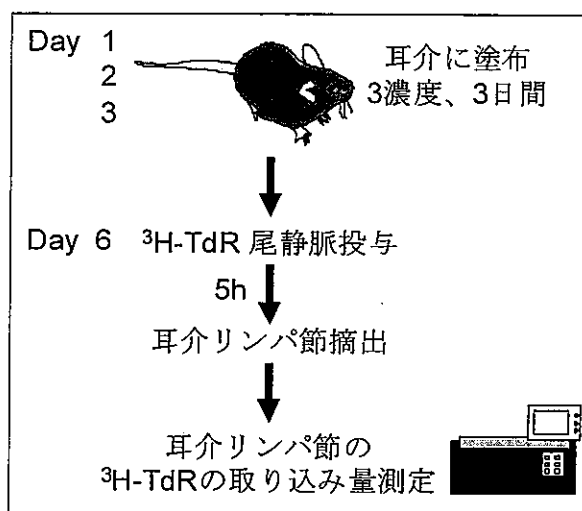 Day 1
2
3
耳介に塗布
3濃度、3日間
Day 6 ³H-TdR 尾静脈投与
5h
耳介リンパ節摘出
耳介リンパ節の
³H-TdRの取り込み量測定